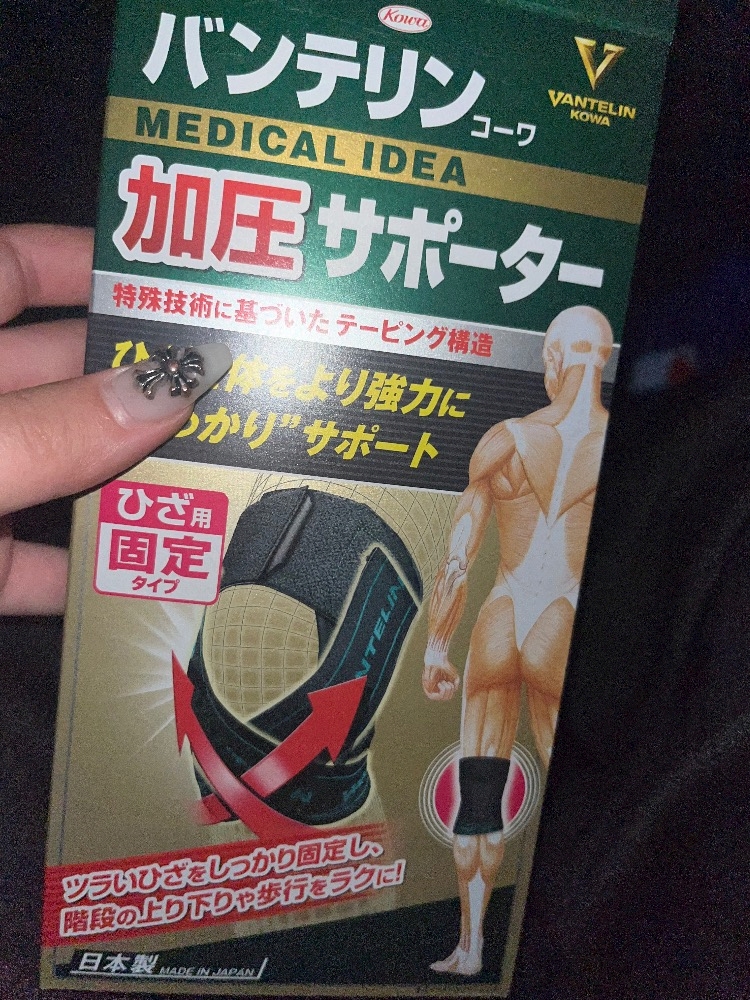 Kowa
バンテリンコーワ
VANTELIN
KOWA
MEDICAL IDEA
加圧サポーター
特殊技術に基づいたテーピング構造
ひ 体をより強力に
かり”サポート
ひざ用
固定
タイプ
NTELIN
ツラいひざをしっかり固定し、
階段の上り下りや歩行をラクに!
日本製 MADE IN JAPAN